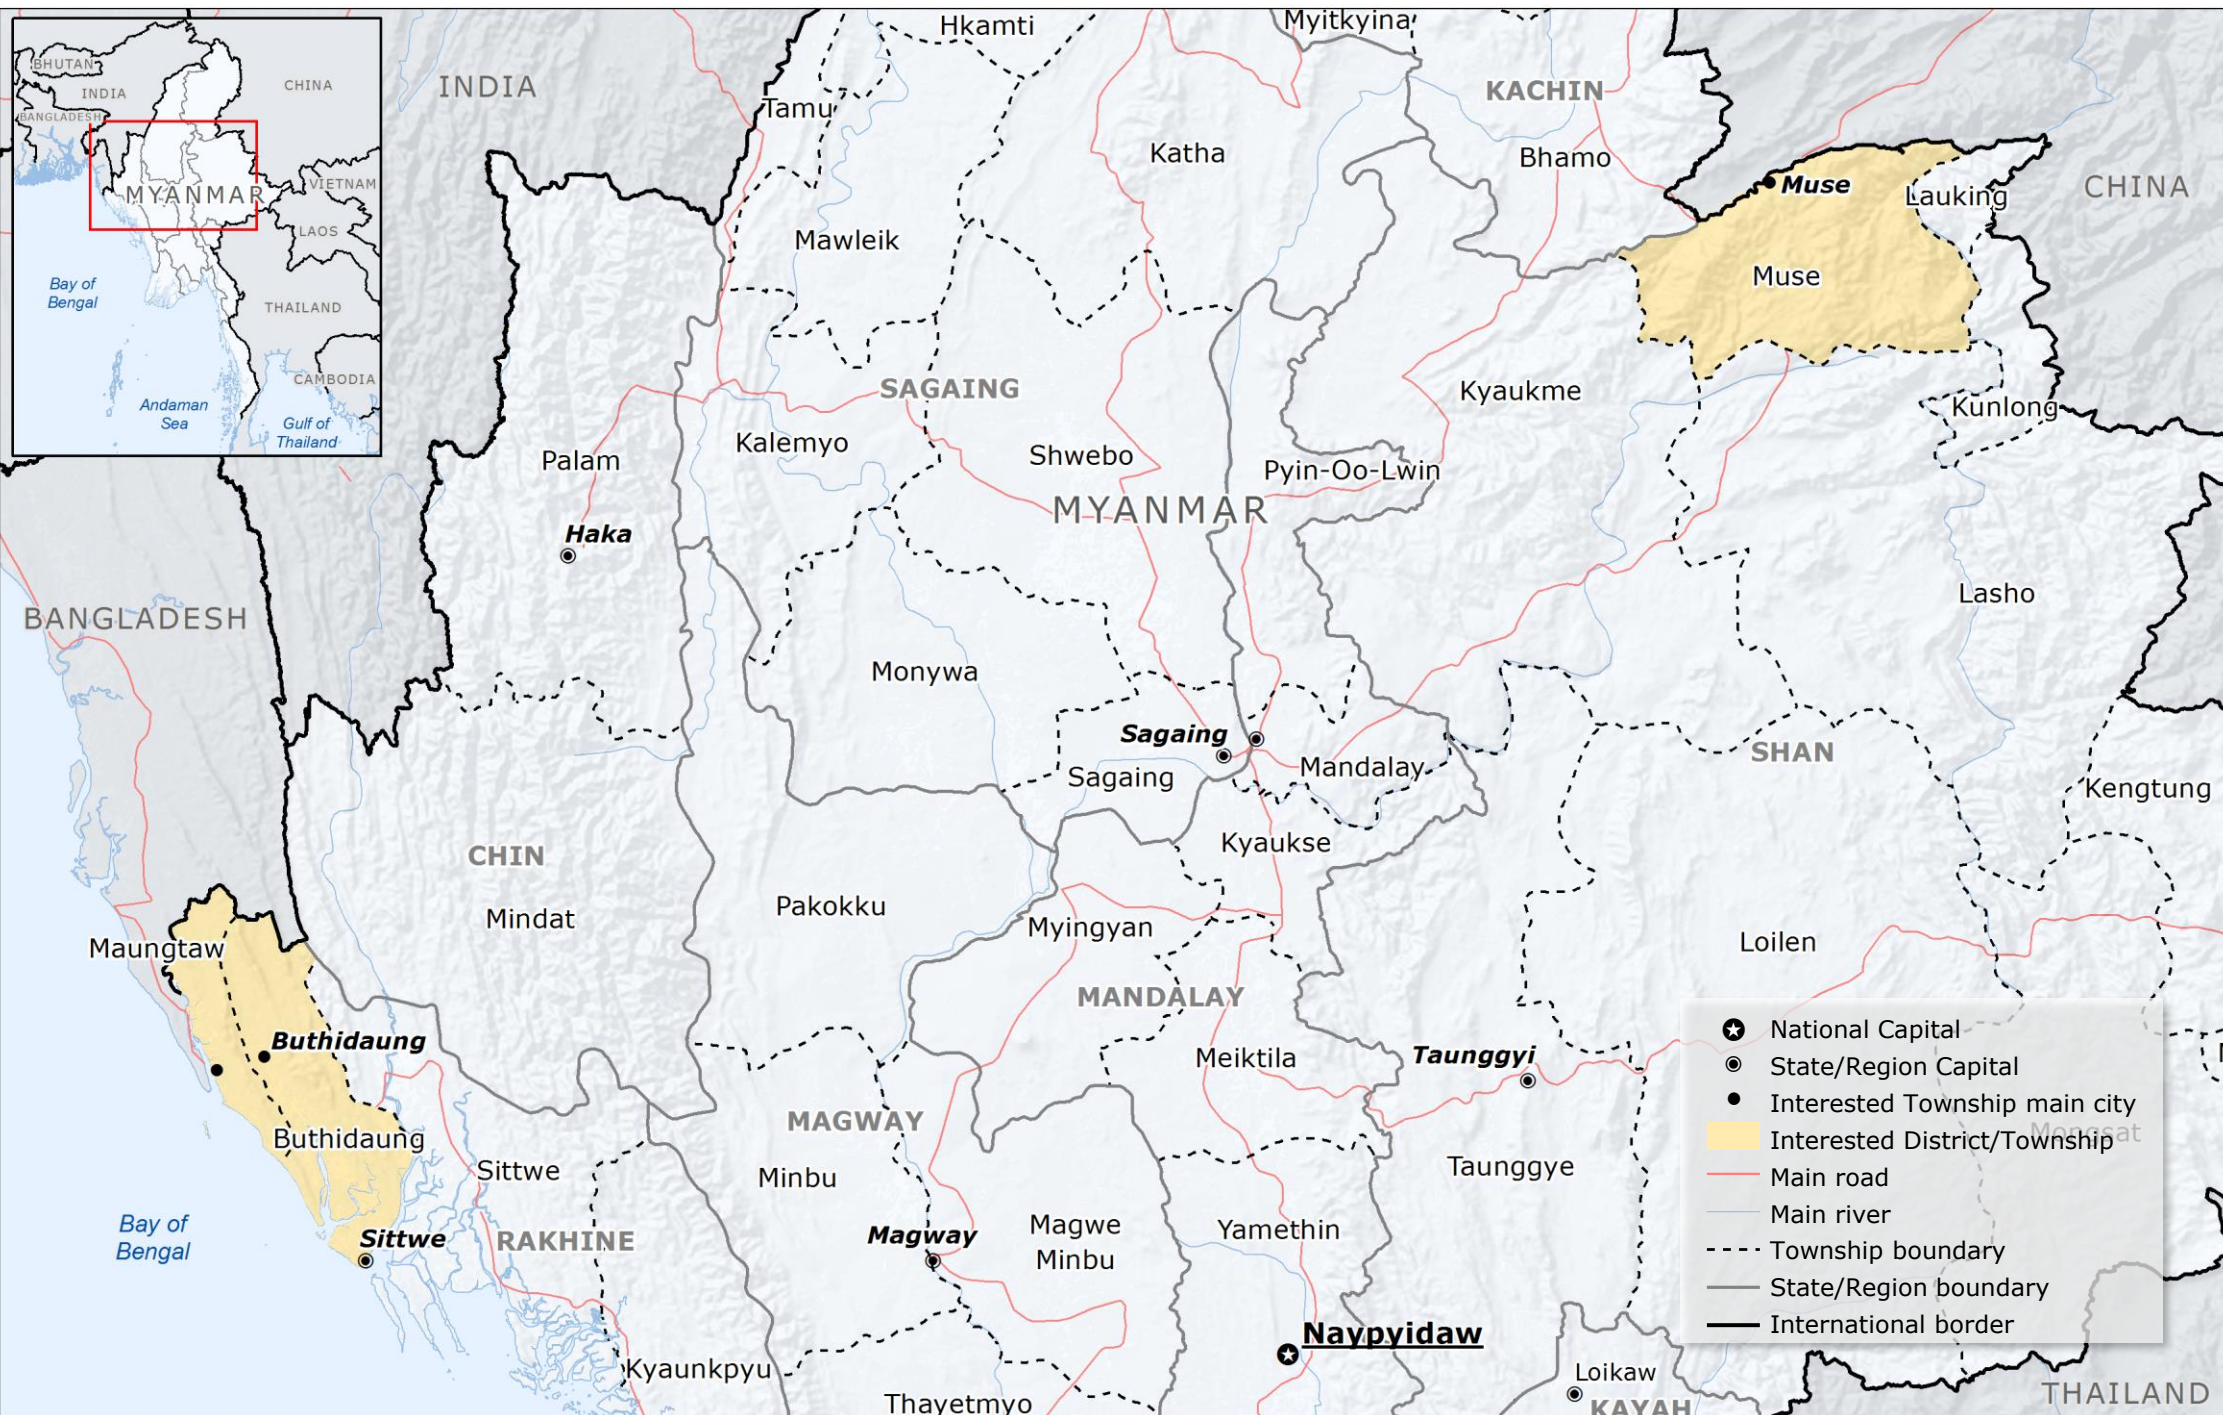 Hkamti
Myitkyina
BHUTAN
INDIA
CHINA
BANGLADESH
VIETNAM
MYANMAR
LAOS
Bay of
Bengal
THAILAND
CAMBODIA
Andaman
Sea
Gulf of
Thailand
INDIA
Tamu
KACHIN
Katha
Bhamo
Muse
Lauking
CHINA
Mawleik
Muse
SAGAING
Kyaukme
Kunlong
Kalemyo
Palam
Shwebo
Pyin-Oo-Lwin
MYANMAR
Haka
BANGLADESH
Lasho
Monywa
Sagaing
SHAN
Sagaing
Mandalay
Kengtung
Kyaukse
CHIN
Mindat
Pakokku
Myingyan
Maungtaw
Loilen
MANDALAY
Buthidaung
Meiktila
Taunggyi
MAGWAY
Buthidaung
Sittwe
Minbu
Taunggye
Bay of
Bengal
Sittwe
RAKHINE
Magway
Magwe
Minbu
Yamethin
Naypyidaw
Kyaunkpyu
Thayetmyo
Loikaw
KAYAH
THAILAND
National Capital
State/Region Capital
Interested Township main city
Mongsat
Interested District/Township
Main road
Main river
Township boundary
State/Region boundary
International border